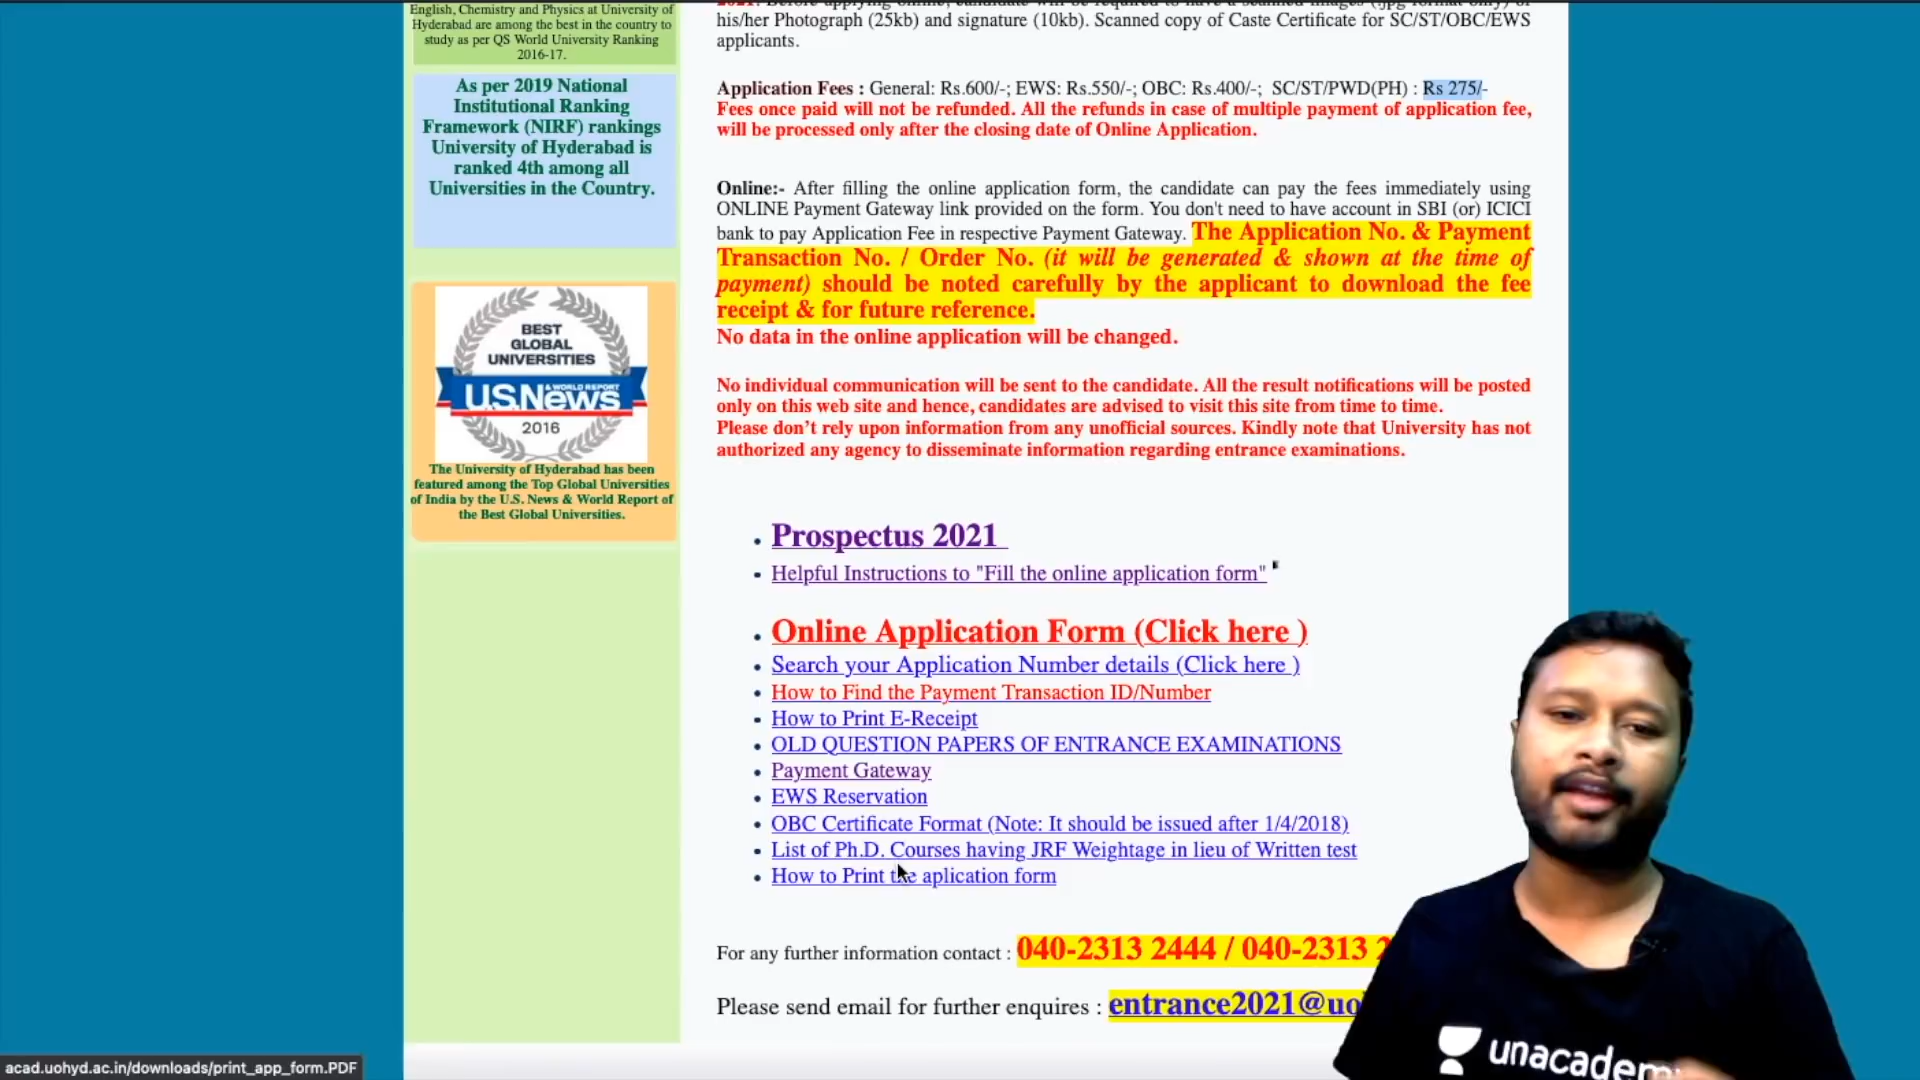 English, Chemistry and Physics at University of
Hyderabad are among the best in the country to
study as per QS World University Ranking
2016-17.
As per 2019 National
Institutional Ranking
Framework (NIRF) rankings
University of Hyderabad is
ranked 4th among all
Universities in the Country.
BEST
GLOBAL
UNIVERSITIES
U.S.News & WORLD REPORT
2016
The University of Hyderabad has been
featured among the Top Global Universities
of India by the U.S. News & World Report of
the Best Global Universities.
his/her Photograph (25kb) and signature (10kb). Scanned copy of Caste Certificate for SC/ST/OBC/EWS
applicants.
Application Fees : General: Rs.600/-; EWS: Rs.550/-; OBC: Rs.400/-; SC/ST/PWD(PH) : Rs 275/-
Fees once paid will not be refunded. All the refunds in case of multiple payment of application fee,
will be processed only after the closing date of Online Application.
Online:- After filling the online application form, the candidate can pay the fees immediately using
ONLINE Payment Gateway link provided on the form. You don't need to have account in SBI (or) ICICI
bank to pay Application Fee in respective Payment Gateway. The Application No. & Payment
Transaction No. / Order No. (it will be generated & shown at the time of
payment) should be noted carefully by the applicant to download the fee
receipt & for future reference.
No data in the online application will be changed.
No individual communication will be sent to the candidate. All the result notifications will be posted
only on this web site and hence, candidates are advised to visit this site from time to time.
Please don’t rely upon information from any unofficial sources. Kindly note that University has not
authorized any agency to disseminate information regarding entrance examinations.
Prospectus 2021
Helpful Instructions to "Fill the online application form"
Online Application Form (Click here )
Search your Application Number details (Click here )
How to Find the Payment Transaction ID/Number
How to Print E-Receipt
OLD QUESTION PAPERS OF ENTRANCE EXAMINATIONS
Payment Gateway
EWS Reservation
OBC Certificate Format (Note: It should be issued after 1/4/2018)
List of Ph.D. Courses having JRF Weightage in lieu of Written test
How to Print the aplication form
For any further information contact : 040-2313 2444 / 040-2313 2
Please send email for further enquires : entrance2021@uo
acad.uohyd.ac.in/downloads/print_app_form.PDF
unacadem